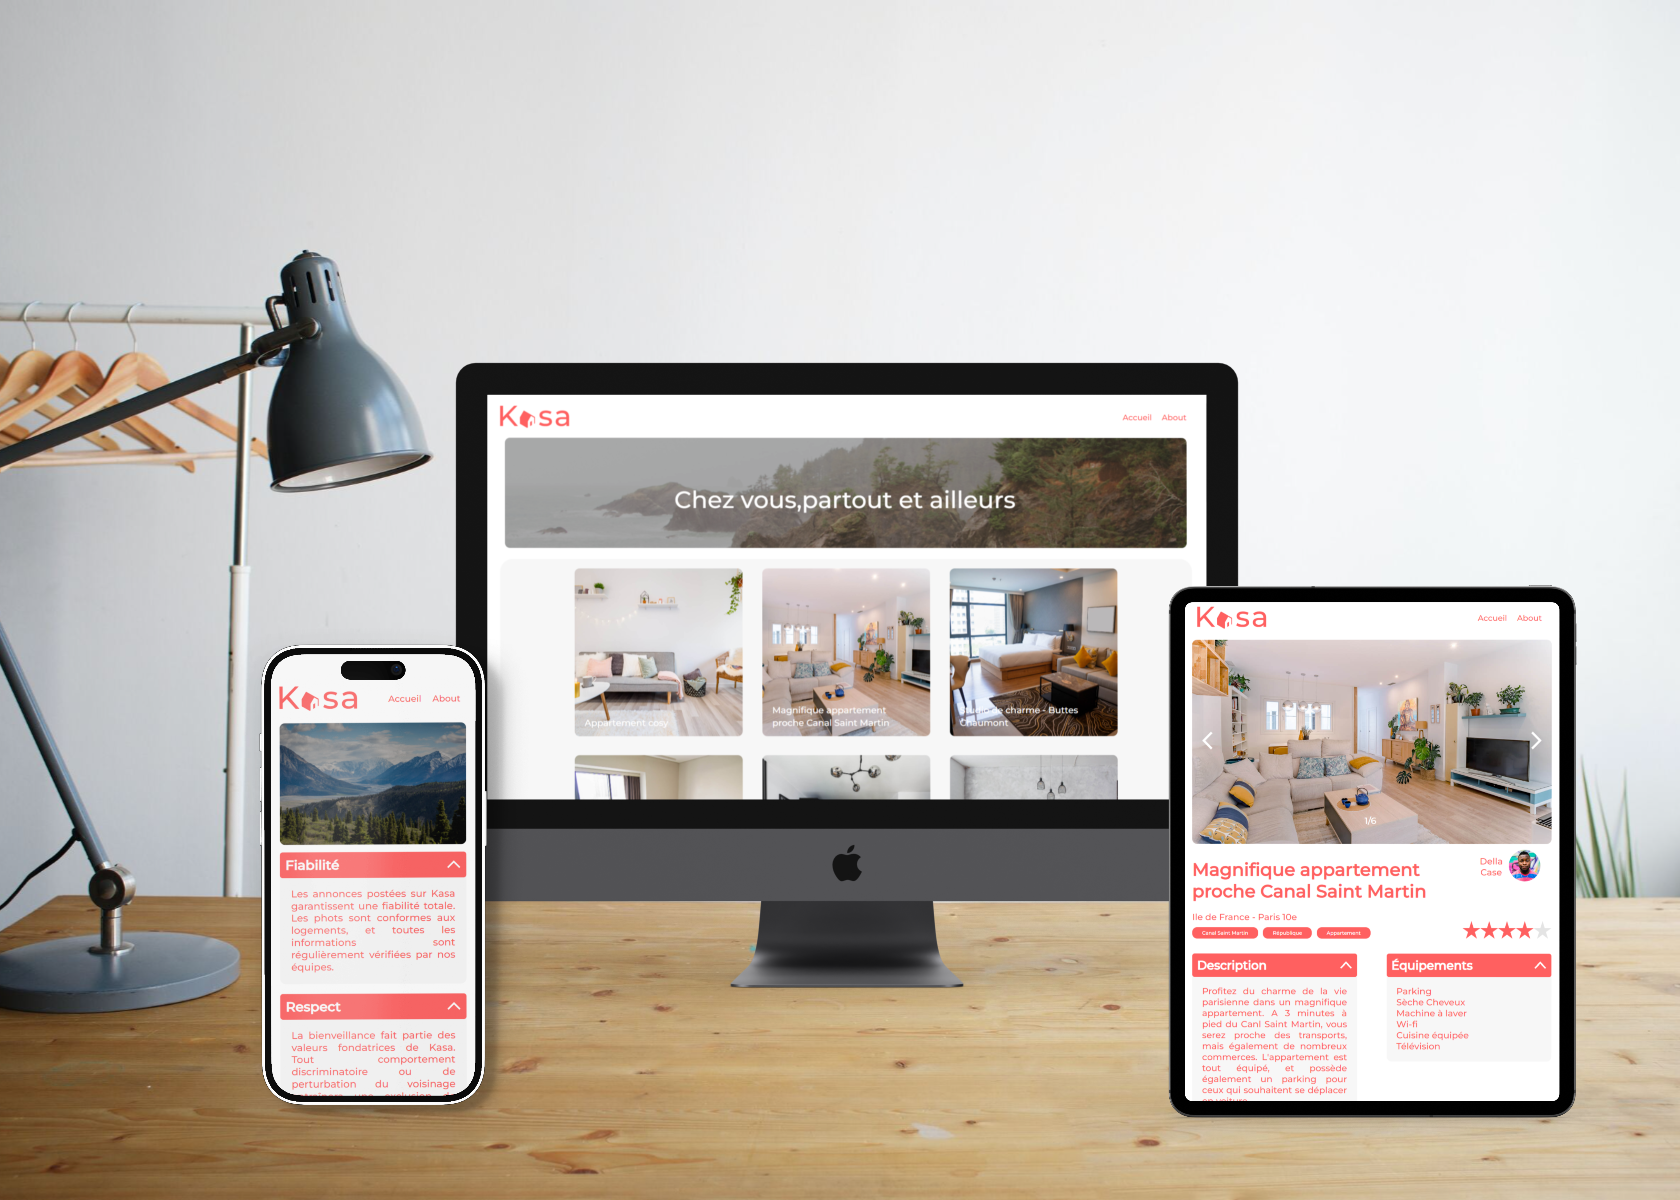 Kasa
Accueil About
Chez vous,partout et ailleurs
Appartement cosy
Magnifique appartement
proche Canal Saint Martin
Studio de charme - Buttes
Chaumont
Kasa
Accueil About
Fiabilité
Les annonces postées sur Kasa
garantissent une fiabilité totale.
Les phots sont conformes aux
logements, et toutes les
informations sont
régulièrement vérifiées par nos
équipes.
Respect
La bienveillance fait partie des
valeurs fondatrices de Kasa.
Tout comportement
discriminatoire ou de
perturbation du voisinage
Kasa
Accueil About
1/6
Magnifique appartement
proche Canal Saint Martin
Della
Case
Ile de France - Paris 10e
Canal Saint Martin République Appartement
Description
Profitez du charme de la vie
parisienne dans un magnifique
appartement. A 3 minutes à
pied du Canl Saint Martin, vous
serez proche des transports,
mais également de nombreux
commerces. L'appartement est
tout équipé, et possède
également un parking pour
ceux qui souhaitent se déplacer
Équipements
Parking
Sèche Cheveux
Machine à laver
Wi-fi
Cuisine équipée
Télévision